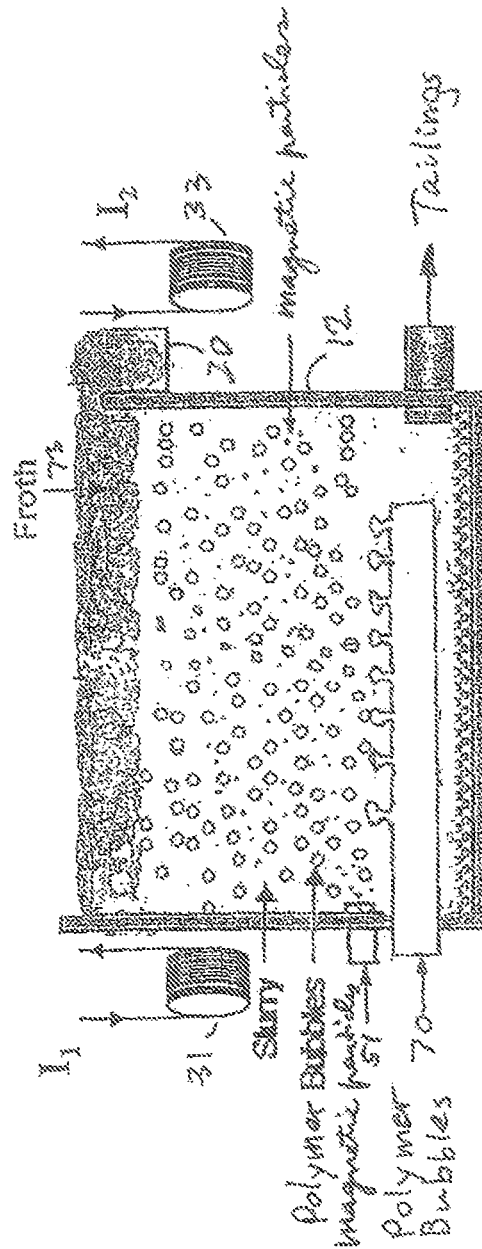 Froth
73
I1
I2
31
33
20
Slurry
magnetic particles
12
Bubbles
Polymer
magnetic particles
51
70
Polymer
Bubbles
Tailings